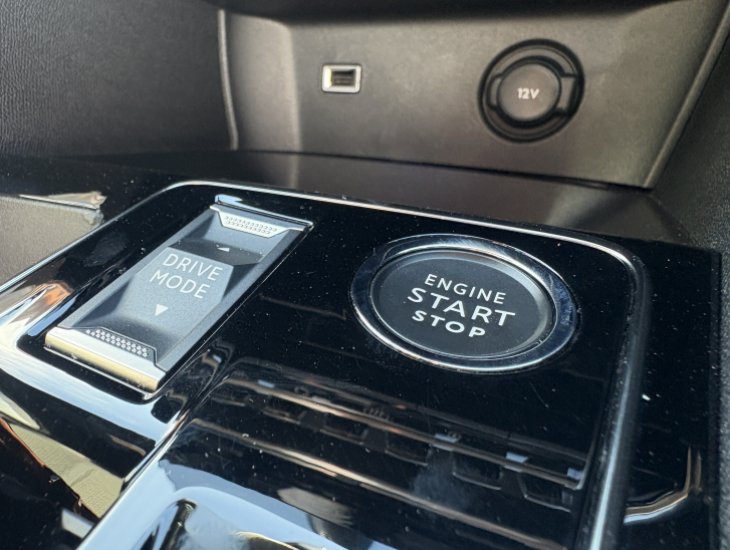 12V
DRIVE
MODE
ENGINE
START
STOP